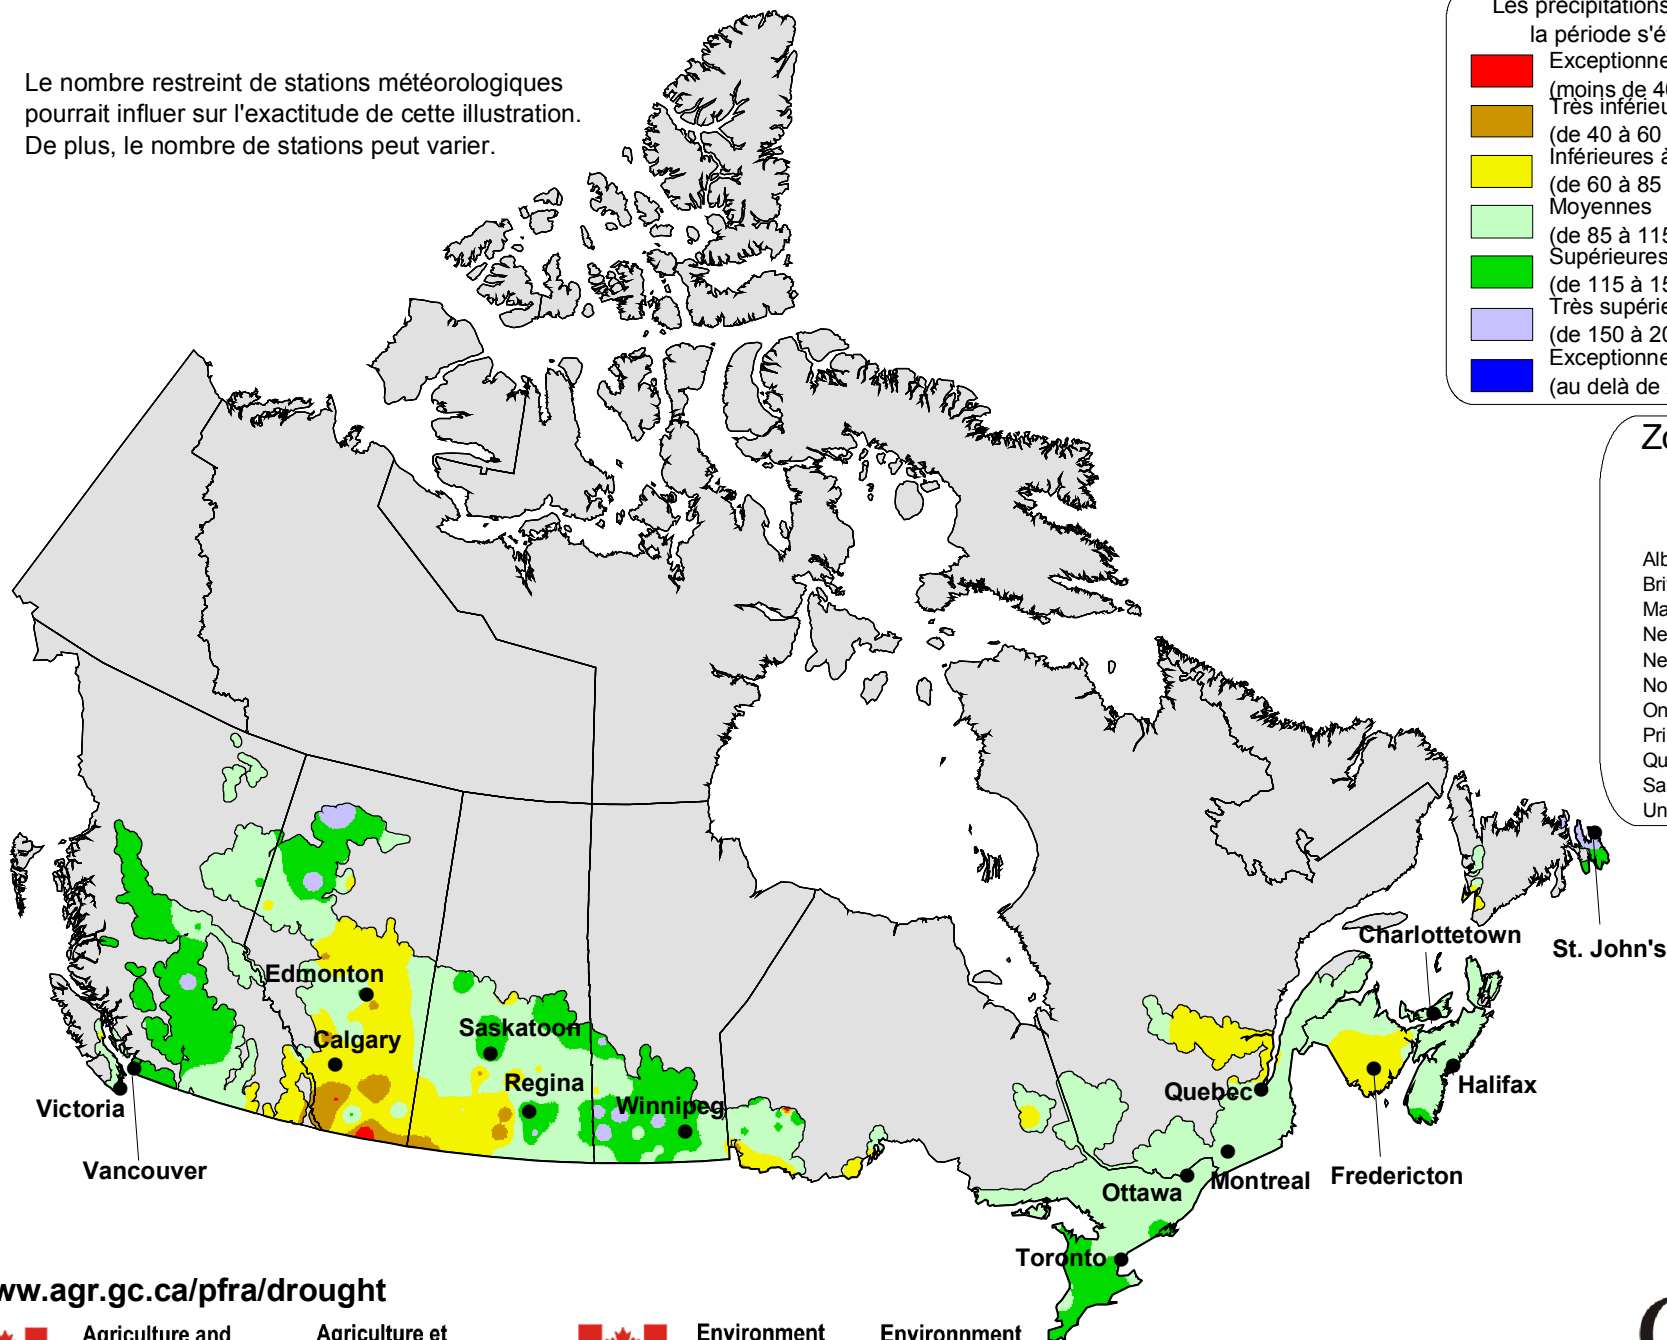 Le nombre restreint de stations météorologiques
pourrait influer sur l'exactitude de cette illustration.
De plus, le nombre de stations peut varier.
Les précipitations
la période s'é
Exceptionne
(moins de 40
Très inférieu
(de 40 à 60
Inférieures à
(de 60 à 85
Moyennes
(de 85 à 115
Supérieures
(de 115 à 15
Très supérie
(de 150 à 20
Exceptionne
(au delà de
Zo
Alb
Bri
Ma
Ne
Ne
No
On
Pri
Qu
Sa
Un
Charlottetown
St. John's
Edmonton
Calgary
Saskatoon
Regina
Winnipeg
Victoria
Vancouver
Quebec
Halifax
Ottawa
Montreal
Fredericton
Toronto
ww.agr.gc.ca/pfra/drought
Agriculture and
Agriculture et
Environment
Environnment